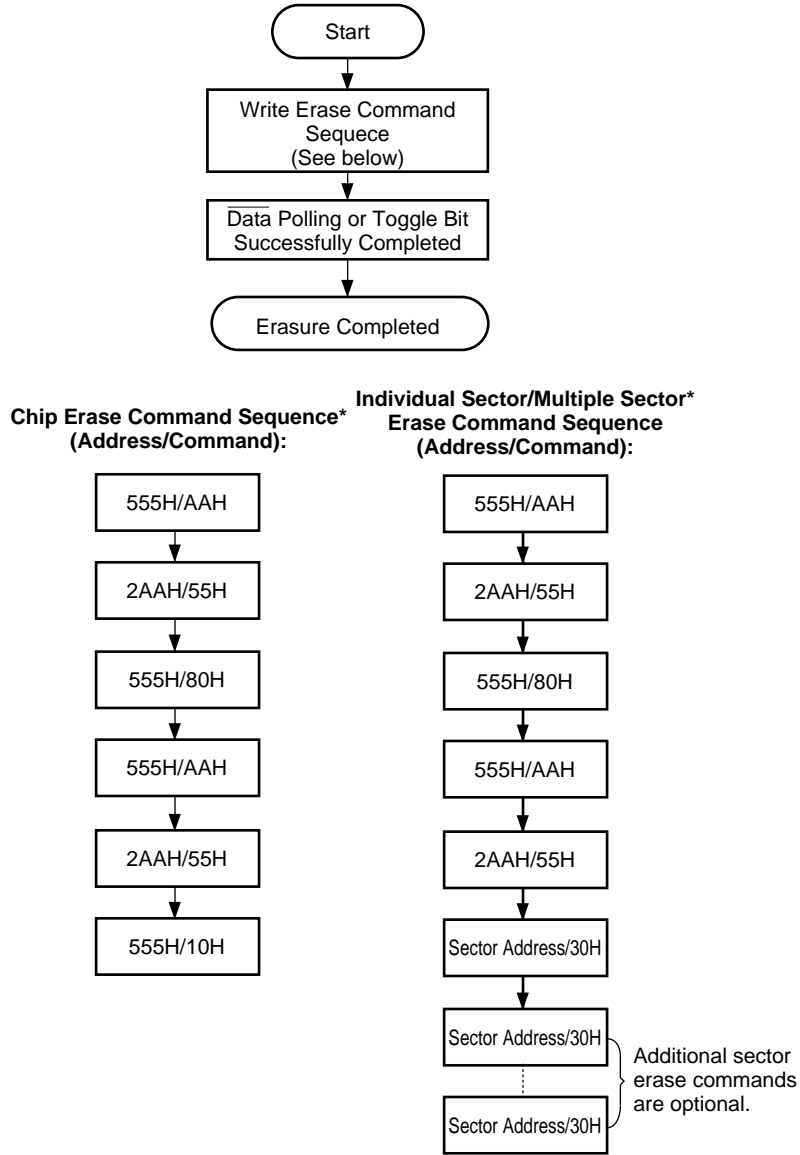 Start
Write Erase Command
Sequece
(See below)
Data Polling or Toggle Bit
Successfully Completed
Erasure Completed
Chip Erase Command Sequence*
(Address/Command):
555H/AAH
2AAH/55H
555H/80H
555H/AAH
2AAH/55H
555H/10H
Individual Sector/Multiple Sector*
Erase Command Sequence
(Address/Command):
555H/AAH
2AAH/55H
555H/80H
555H/AAH
2AAH/55H
Sector Address/30H
Sector Address/30H
Sector Address/30H
Additional sector
erase commands
are optional.